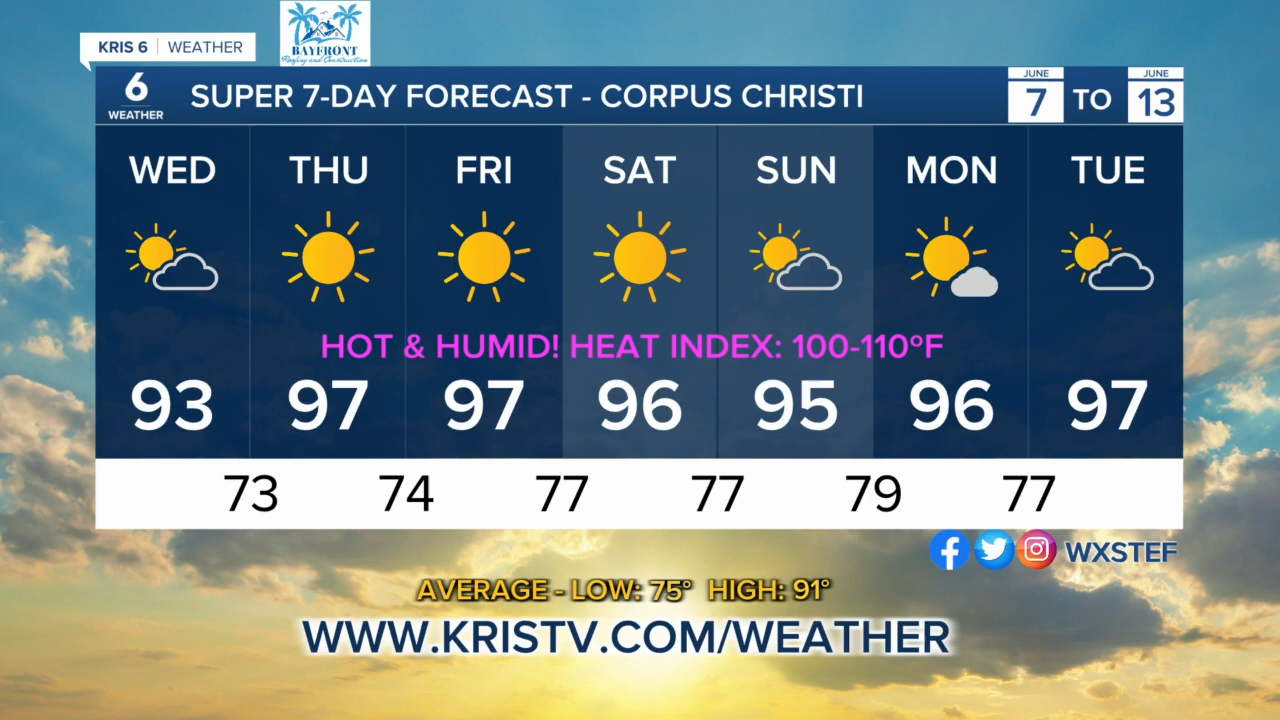 BAYFRONT
Roofing and Construction
KRIS 6 | WEATHER
6
WEATHER
SUPER 7-DAY FORECAST - CORPUS CHRISTI
JUNE
7
TO
JUNE
13
WED THU FRI SAT SUN MON TUE
HOT & HUMID! HEAT INDEX: 100-110°F
93 97 97 96 95 96 97
73 74 77 77 79 77
WXSTEF
AVERAGE - LOW: 75° HIGH: 91°
WWW.KRISTV.COM/WEATHER